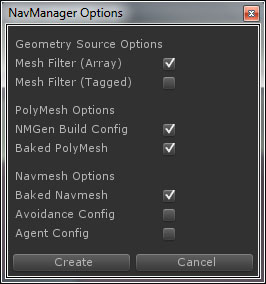 NavManager Options
Geometry Source Options
Mesh Filter (Array)
Mesh Filter (Tagged)
PolyMesh Options
NMGen Build Config
Baked PolyMesh
Navmesh Options
Baked Navmesh
Avoidance Config
Agent Config
Create Cancel